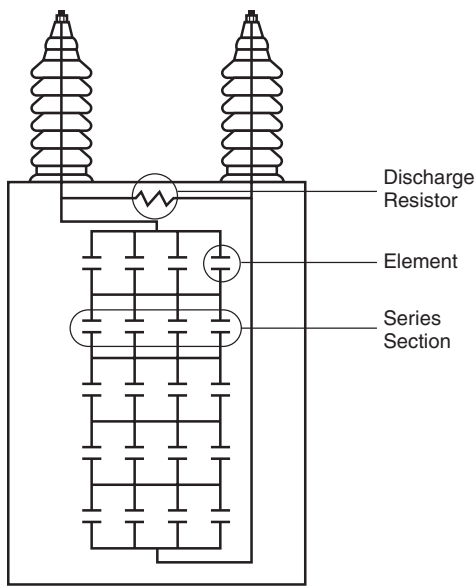 Discharge
Resistor
Element
Series
Section